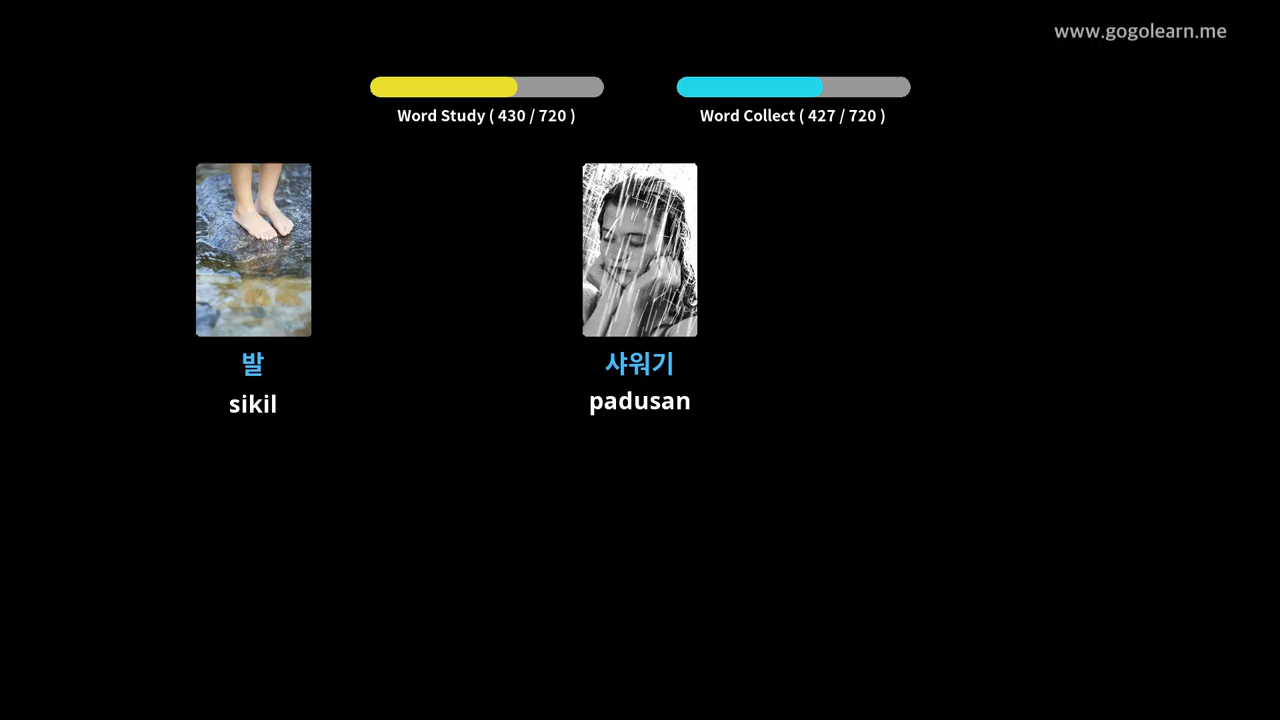 www.gogolearn.me
Word Study ( 430 / 720 )
Word Collect ( 427 / 720 )
발
sikil
샤워기
padusan